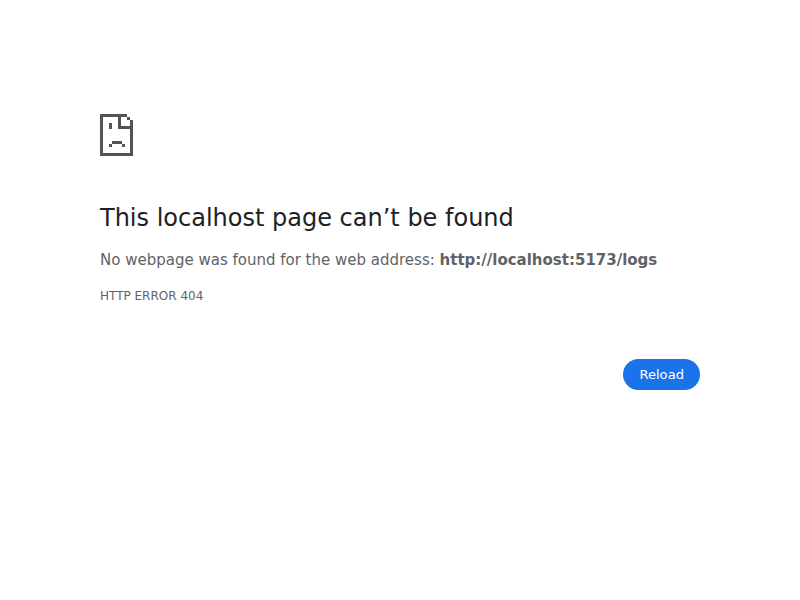 This localhost page can’t be found
No webpage was found for the web address: http://localhost:5173/logs
HTTP ERROR 404
Reload